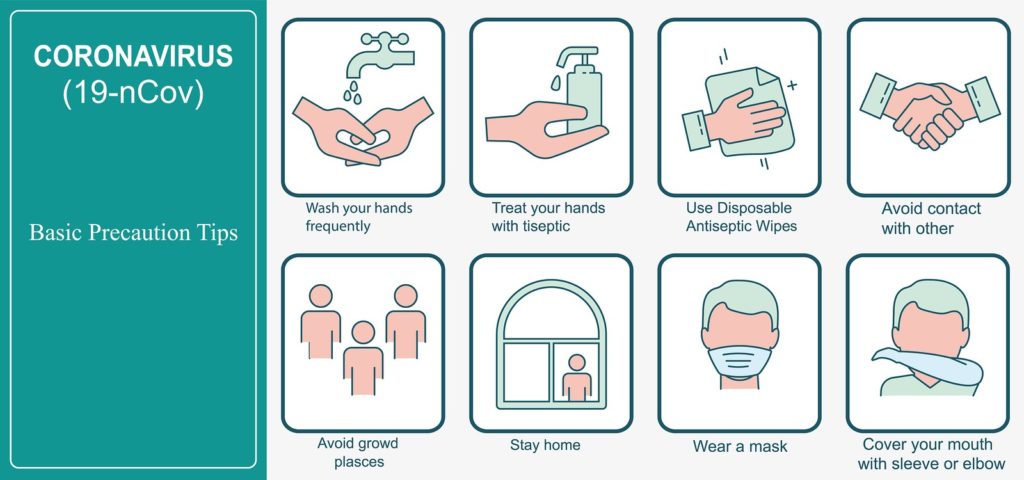 CORONAVIRUS
(19-nCov)
Basic Precaution Tips
Wash your hands
frequently
Treat your hands
with tiseptic
Use Disposable
Antiseptic Wipes
Avoid contact
with other
Avoid growd
plasces
Stay home
Wear a mask
Cover your mouth
with sleeve or elbow